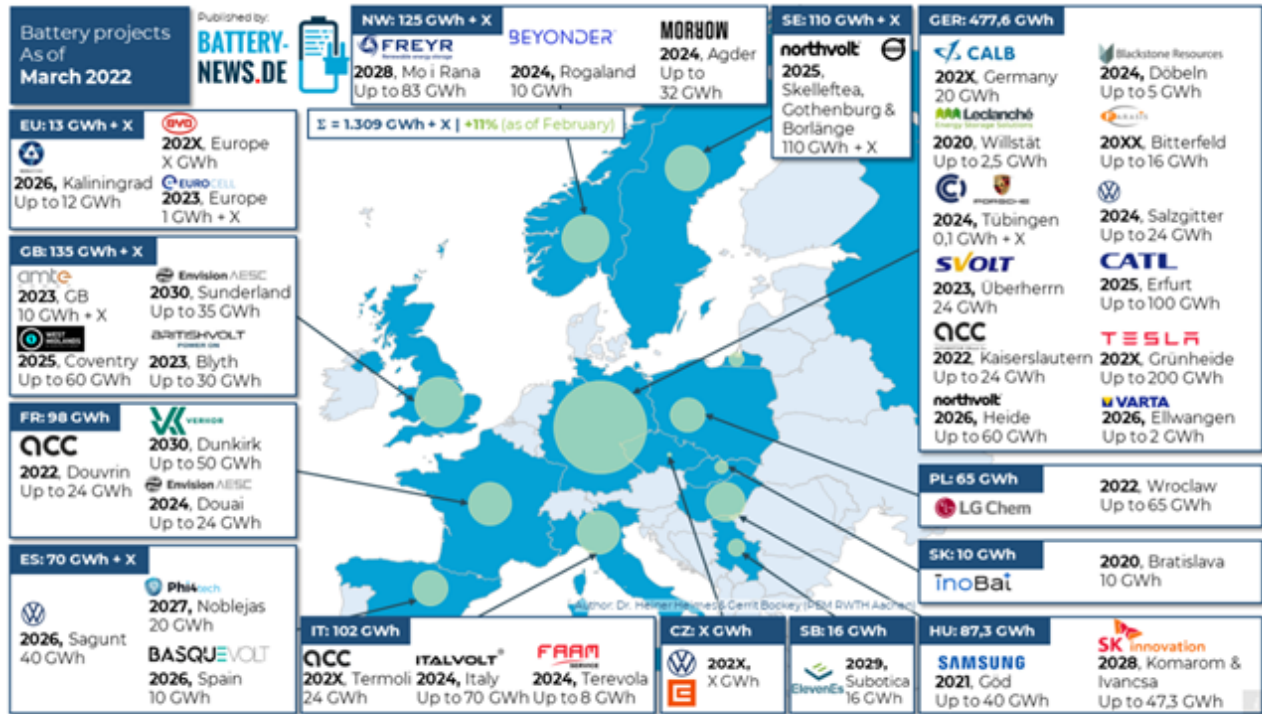 Battery projects
As of
March 2022
Published by:
BATTERY-
NEWS.DE
NW: 125 GWh + X
FREYR
2028, Mo i Rana
Up to 83 GWh
BEYONDER
2024, Rogaland
10 GWh
MORROW
2024, Agder
Up to
32 GWh
SE: 110 GWh + X
northvolt
2025,
Skelleftea,
Gothenburg &
Borlänge
110 GWh + X
GER: 477,6 GWh
CALB
202X, Germany
20 GWh
Blackstone Resources
2024, Döbeln
Up to 5 GWh
Leclanché
Energy Storage Solutions
2020, Willstät
Up to 2,5 GWh
FARASIS
20XX, Bitterfeld
Up to 16 GWh
PORSCHE
2024, Tübingen
0,1 GWh + X
2024, Salzgitter
Up to 24 GWh
SVOLT
2023, Überherrn
24 GWh
CATL
2025, Erfurt
Up to 100 GWh
acc
2022, Kaiserslautern
Up to 24 GWh
TESLA
202X, Grünheide
Up to 200 GWh
northvolt
2026, Heide
Up to 60 GWh
VARTA
2026, Ellwangen
Up to 2 GWh
Σ = 1.309 GWh + X | +11% (as of February)
EU: 13 GWh + X
2026, Kaliningrad
Up to 12 GWh
BYD
202X, Europe
X GWh
EUROCELL
2023, Europe
1 GWh + X
GB: 135 GWh + X
amte
2023, GB
10 GWh + X
Envision AESC
2030, Sunderland
Up to 35 GWh
WEST
MIDLANDS
2025, Coventry
Up to 60 GWh
BRITISHVOLT
POWER ON
2023, Blyth
Up to 30 GWh
FR: 98 GWh
acc
2022, Douvrin
Up to 24 GWh
VERKOR
2030, Dunkirk
Up to 50 GWh
Envision AESC
2024, Douai
Up to 24 GWh
ES: 70 GWh + X
2026, Sagunt
40 GWh
Phi4tech
2027, Noblejas
20 GWh
BASQUEVOLT
2026, Spain
10 GWh
PL: 65 GWh
LG Chem
2022, Wroclaw
Up to 65 GWh
SK: 10 GWh
InoBat
2020, Bratislava
10 GWh
Author: Dr. Heiner Heimes & Gerrit Bockey (PEM RWTH Aachen)
IT: 102 GWh
acc
202X, Termoli
24 GWh
ITALVOLT
2024, Italy
Up to 70 GWh
FAAM
SERVICE
2024, Terevola
Up to 8 GWh
CZ: X GWh
202X,
X GWh
SB: 16 GWh
ElevenEs
2029,
Subotica
16 GWh
HU: 87,3 GWh
SAMSUNG
2021, Göd
Up to 40 GWh
SK innovation
2028, Komarom &
Ivancsa
Up to 47,3 GWh